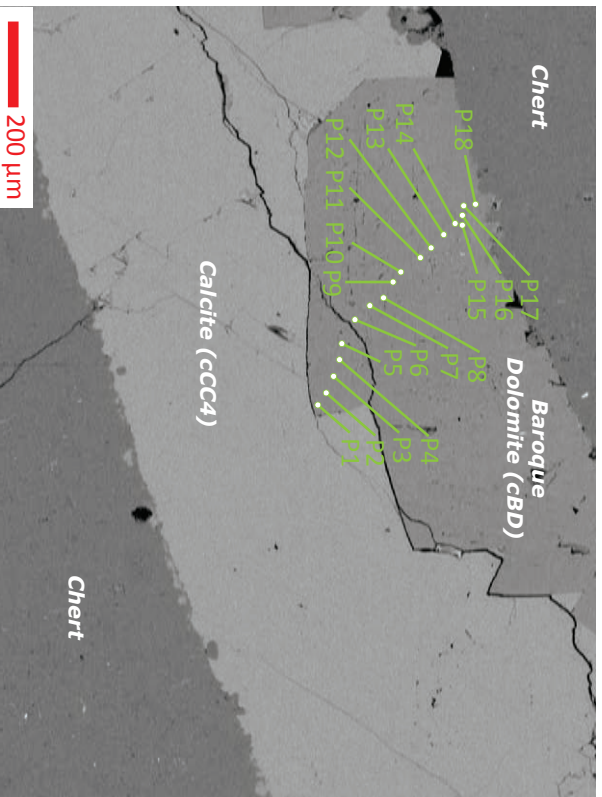 Chert
Baroque
Dolomite (cBD)
P17
P16
P15
P18
P8
P7
P6
P5
P4
P3
P2
P1
P14
P13
P12 P11 P10 P9
Calcite (cCC4)
Chert
200 µm